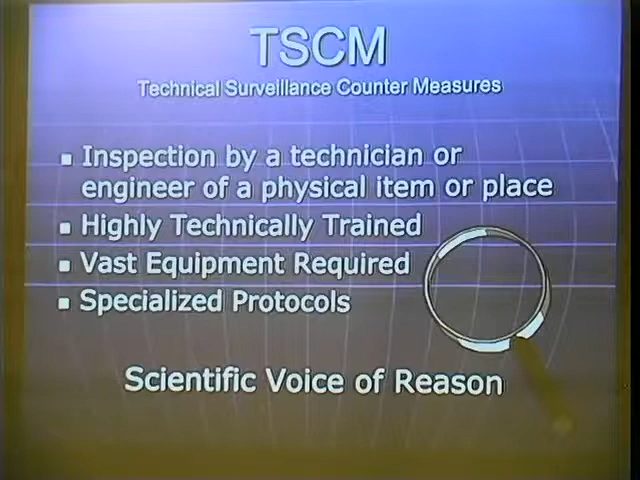 TSCM
Technical Surveillance Counter Measures
▪ Inspection by a technician or
engineer of a physical item or place
▪ Highly Technically Trained
▪ Vast Equipment Required
▪ Specialized Protocols
Scientific Voice of Reason